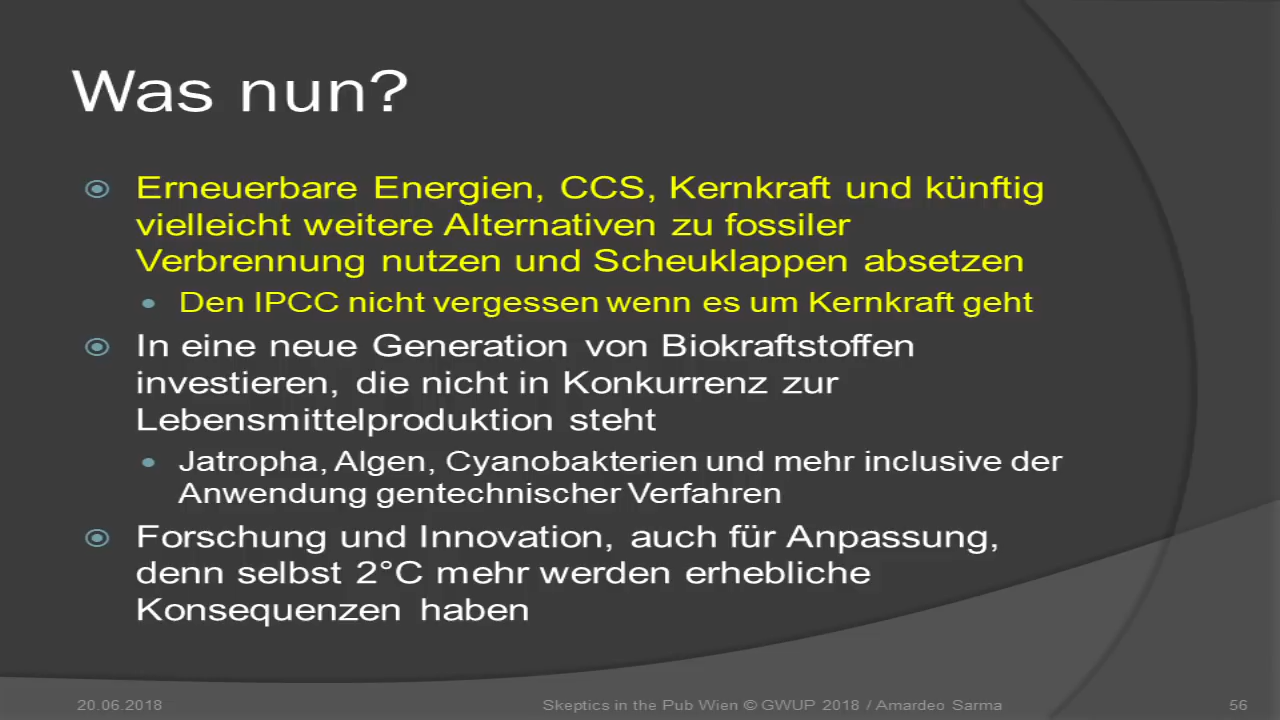 Was nun?
Erneuerbare Energien, CCS, Kernkraft und künftig
vielleicht weitere Alternativen zu fossiler
Verbrennung nutzen und Scheuklappen absetzen
Den IPCC nicht vergessen wenn es um Kernkraft geht
In eine neue Generation von Biokraftstoffen
investieren, die nicht in Konkurrenz zur
Lebensmittelproduktion steht
Jatropha, Algen, Cyanobakterien und mehr inclusive der
Anwendung gentechnischer Verfahren
Forschung und Innovation, auch für Anpassung,
denn selbst 2°C mehr werden erhebliche
Konsequenzen haben
20.06.2018 Skeptics in the Pub Wien © GWUP 2018 / Amardeo Sarma 56